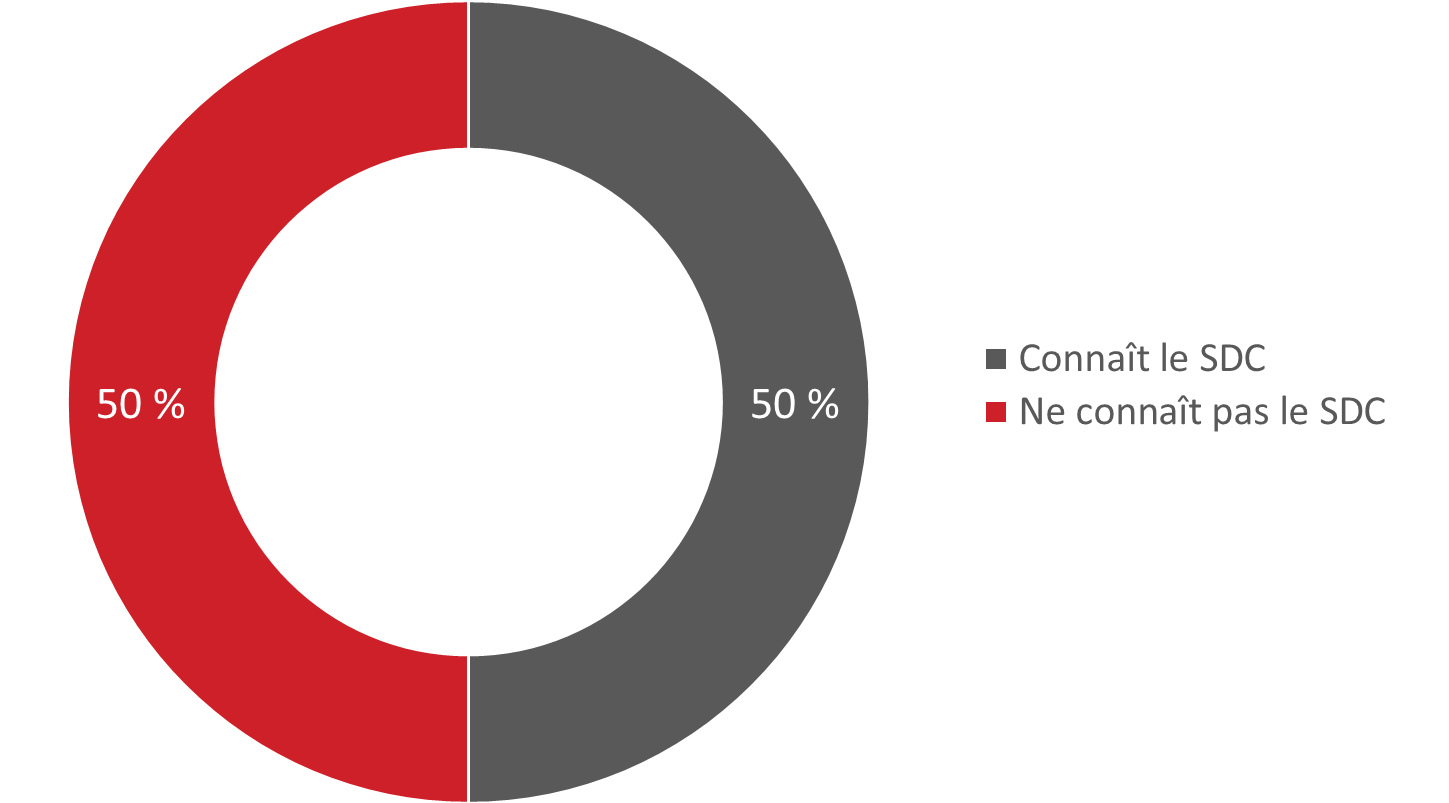 50 %
50 %
Connaît le SDC
Ne connaît pas le SDC